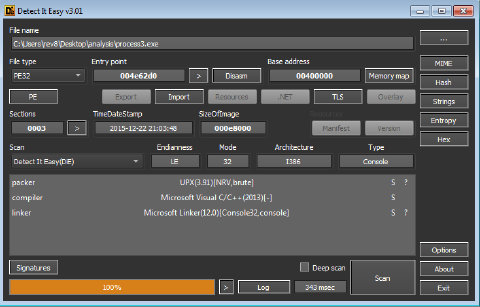 Detect It Easy v3.01
File name
C:\Users\rev8\Desktop\analysis\process3.exe
...
File type Entry point Base address
PE32 004e62d0 > Disasm 00400000 Memory map
MIME
PE Export Import Resources .NET TLS Overlay
Hash
Sections TimeDateStamp SizeOfImage
Strings
0003 > 2015-12-22 21:03:48 000e8000 Manifest Version
Entropy
Scan Endianness Mode Architecture Type
Hex
Detect It Easy(DiE) LE 32 I386 Console
packer UPX(3.91)[NRV,brute] S ?
compiler Microsoft Visual C/C++(2013)[-] S
linker Microsoft Linker(12.0)[Console32,console] S ?
Options
Signatures Deep scan
Scan
About
100% > Log 343 msec
Exit